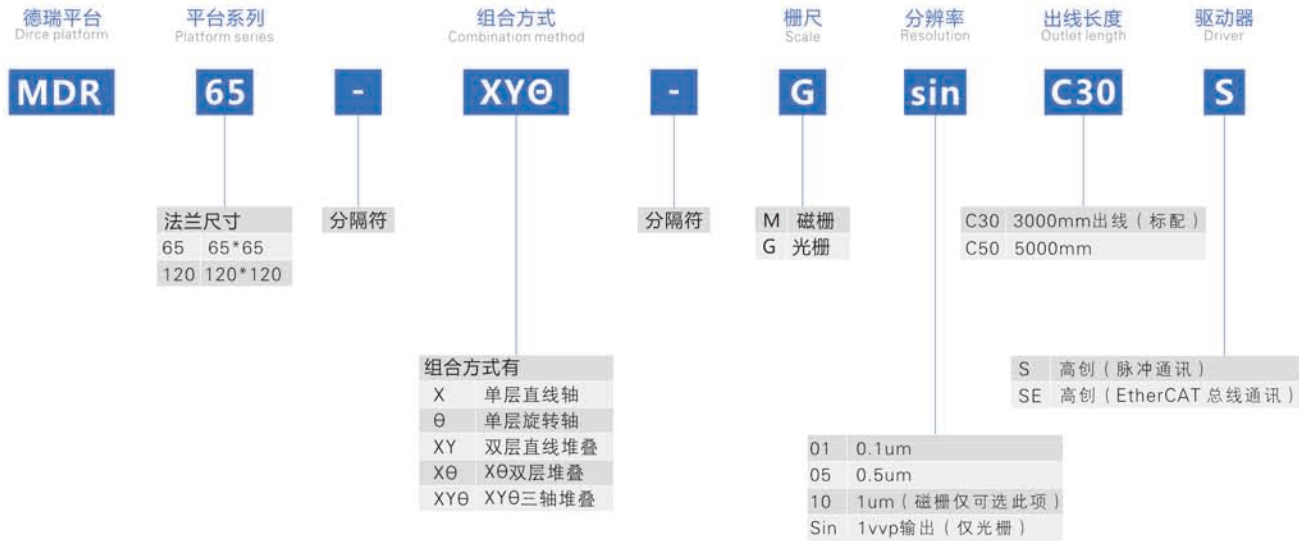 德瑞平台 平台系列 组合方式 栅尺 分辨率 出线长度 驱动器
Dirce platform Platform series Combination method Scale Resolution Outlet length Driver
MDR 65 - XYΘ - G sin C30 S
法兰尺寸
65 65*65
120 120*120
分隔符
分隔符
M 磁栅
G 光栅
C30 3000mm出线（标配）
C50 5000mm
组合方式有
X 单层直线轴
θ 单层旋转轴
XY 双层直线堆叠
Xθ Xθ双层堆叠
XYθ XYθ三轴堆叠
S 高创（脉冲通讯）
SE 高创（EtherCAT 总线通讯）
01 0.1um
05 0.5um
10 1um（磁栅仅可选此项）
Sin 1vvp输出（仅光栅）